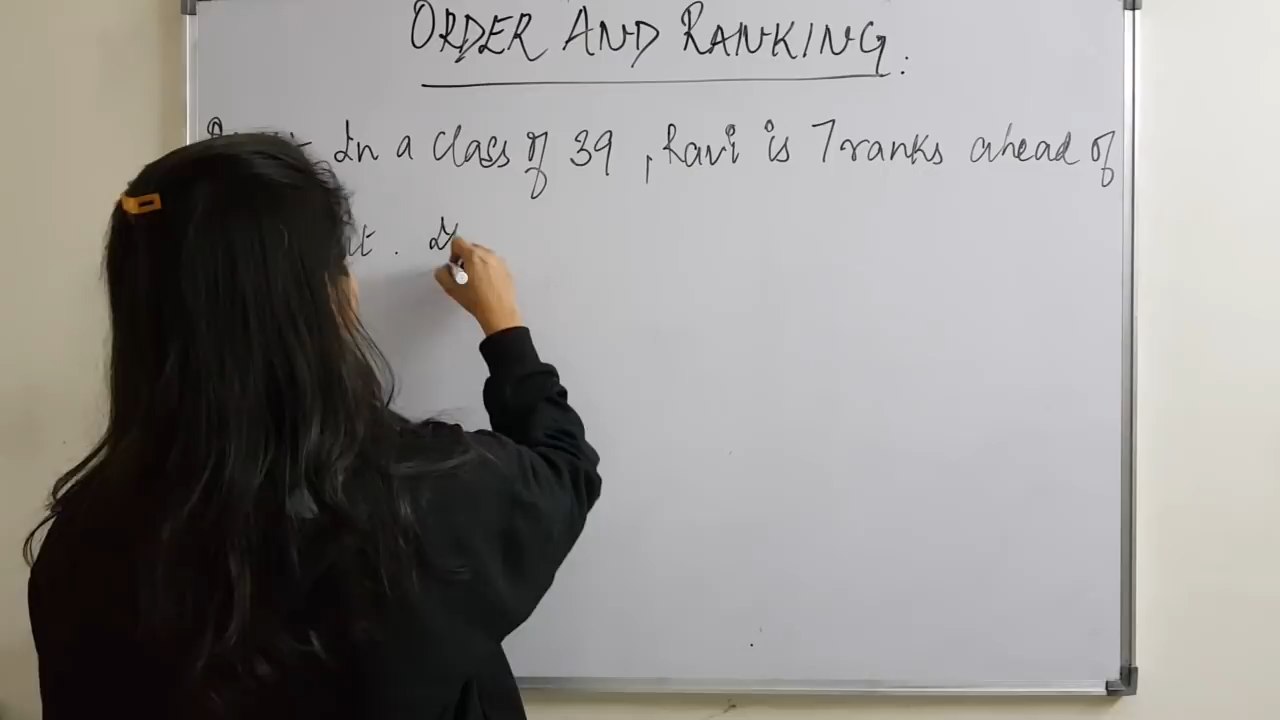 ORDER AND RANKING.
In a class of 39, Ravi is 7 ranks ahead of